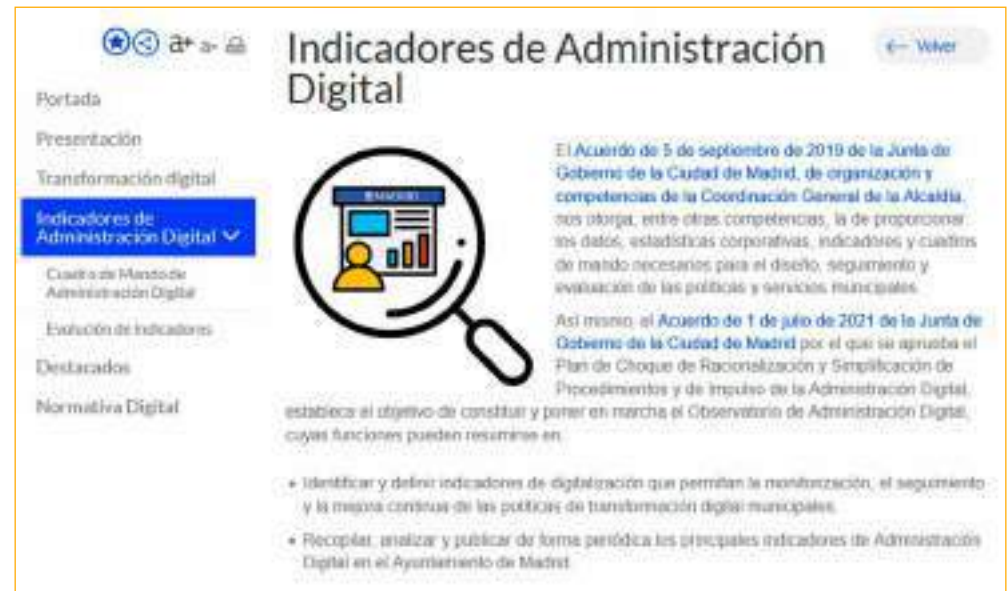 a+ a-
Indicadores de Administración
Digital
← Volver
Portada
Presentación
Transformación digital
Indicadores de
Administración Digital
Cuadro de Mando de
Administración Digital
Evolución de Indicadores
Destacados
Normativa Digital
El Acuerdo de 5 de septiembre de 2019 de la Junta de
Gobierno de la Ciudad de Madrid, de organización y
competencias de la Coordinación General de la Alcaldía,
nos otorga, entre otras competencias, la de proporcionar
los datos, estadísticas corporativas, indicadores y cuadros
de mando necesarios para el diseño, seguimiento y
evaluación de las políticas y servicios municipales.
Así mismo, el Acuerdo de 1 de julio de 2021 de la Junta de
Gobierno de la Ciudad de Madrid por el que se aprueba el
Plan de Choque de Racionalización y Simplificación de
Procedimientos y de Impulso de la Administración Digital,
establece el objetivo de constituir y poner en marcha el Observatorio de Administración Digital,
cuyas funciones pueden resumirse en:
• Identificar y definir indicadores de digitalización que permitan la monitorización, el seguimiento
y la mejora continua de las políticas de transformación digital municipales.
• Recopilar, analizar y publicar de forma periódica los principales indicadores de Administración
Digital en el Ayuntamiento de Madrid.